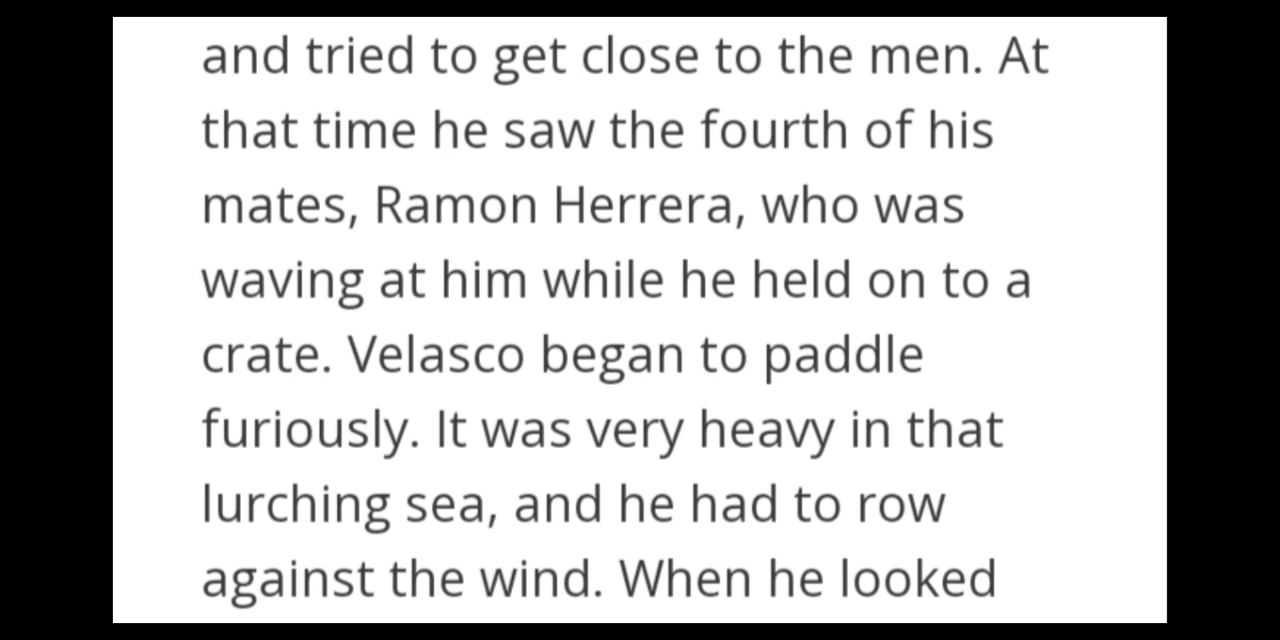 and tried to get close to the men. At
that time he saw the fourth of his
mates, Ramon Herrera, who was
waving at him while he held on to a
crate. Velasco began to paddle
furiously. It was very heavy in that
lurching sea, and he had to row
against the wind. When he looked